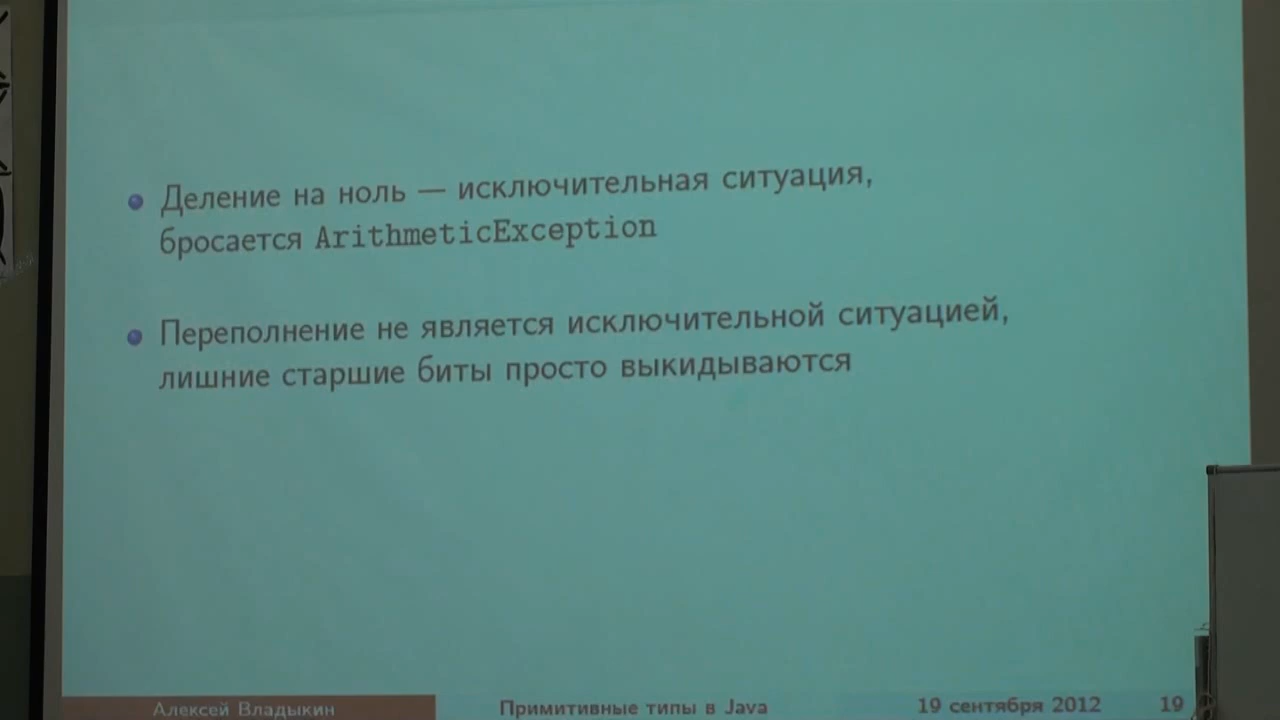 Деление на ноль — исключительная ситуация,
бросается ArithmeticException
Переполнение не является исключительной ситуацией,
лишние старшие биты просто выкидываются
Алексей Владыкин
Примитивные типы в Java
19 сентября 2012
19